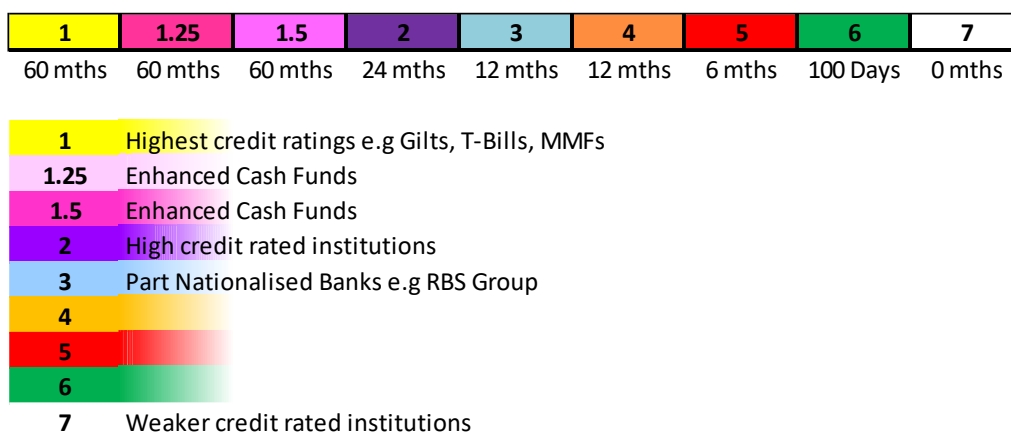 1 1.25 1.5 2 3 4 5 6 7
60 mths 60 mths 60 mths 24 mths 12 mths 12 mths 6 mths 100 Days 0 mths
1 Highest credit ratings e.g Gilts, T-Bills, MMFs
1.25 Enhanced Cash Funds
1.5 Enhanced Cash Funds
2 High credit rated institutions
3 Part Nationalised Banks e.g RBS Group
4
5
6
7 Weaker credit rated institutions